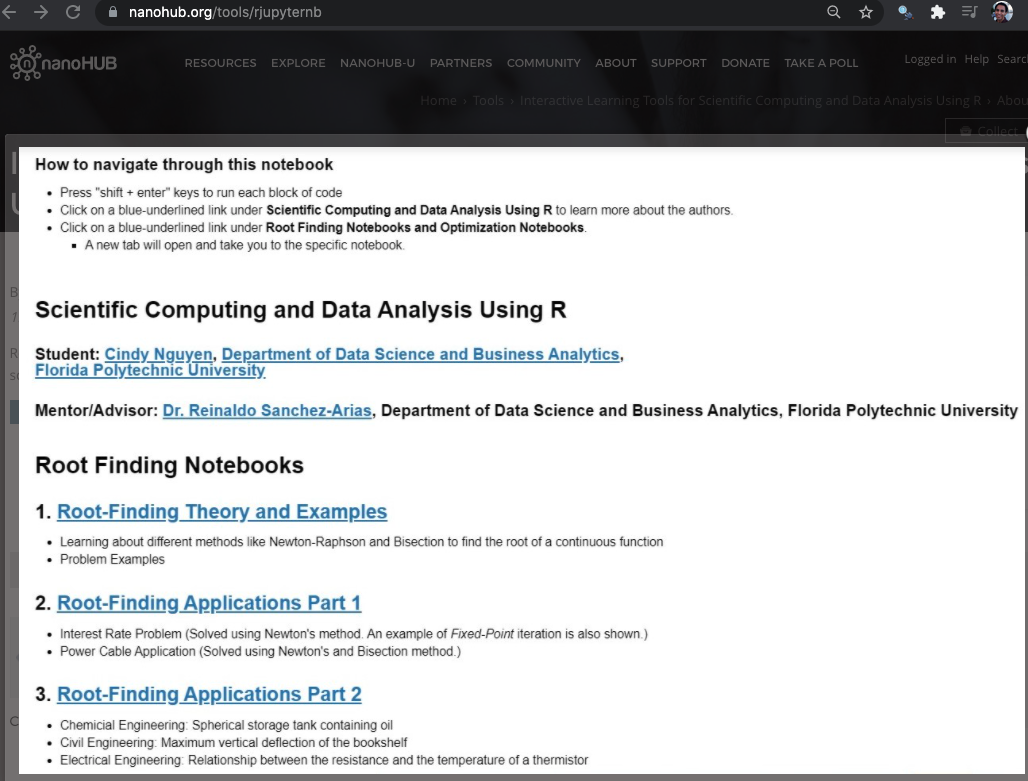 nanohub.org/tools/rjupyternb
nanoHUB
RESOURCES EXPLORE NANOHUB-U PARTNERS COMMUNITY ABOUT SUPPORT DONATE TAKE A POLL
Logged in Help
Home › Tools › Interactive Learning Tools for Scientific Computing and Data Analysis Using R ›
Collect
How to navigate through this notebook
• Press "shift + enter" keys to run each block of code
• Click on a blue-underlined link under Scientific Computing and Data Analysis Using R to learn more about the authors.
• Click on a blue-underlined link under Root Finding Notebooks and Optimization Notebooks.
▪ A new tab will open and take you to the specific notebook.
Scientific Computing and Data Analysis Using R
Student: Cindy Nguyen, Department of Data Science and Business Analytics,
Florida Polytechnic University
Mentor/Advisor: Dr. Reinaldo Sanchez-Arias, Department of Data Science and Business Analytics, Florida Polytechnic University
Root Finding Notebooks
1. Root-Finding Theory and Examples
• Learning about different methods like Newton-Raphson and Bisection to find the root of a continuous function
• Problem Examples
2. Root-Finding Applications Part 1
• Interest Rate Problem (Solved using Newton's method. An example of Fixed-Point iteration is also shown.)
• Power Cable Application (Solved using Newton's and Bisection method.)
3. Root-Finding Applications Part 2
• Chemicial Engineering: Spherical storage tank containing oil
• Civil Engineering: Maximum vertical deflection of the bookshelf
• Electrical Engineering: Relationship between the resistance and the temperature of a thermistor